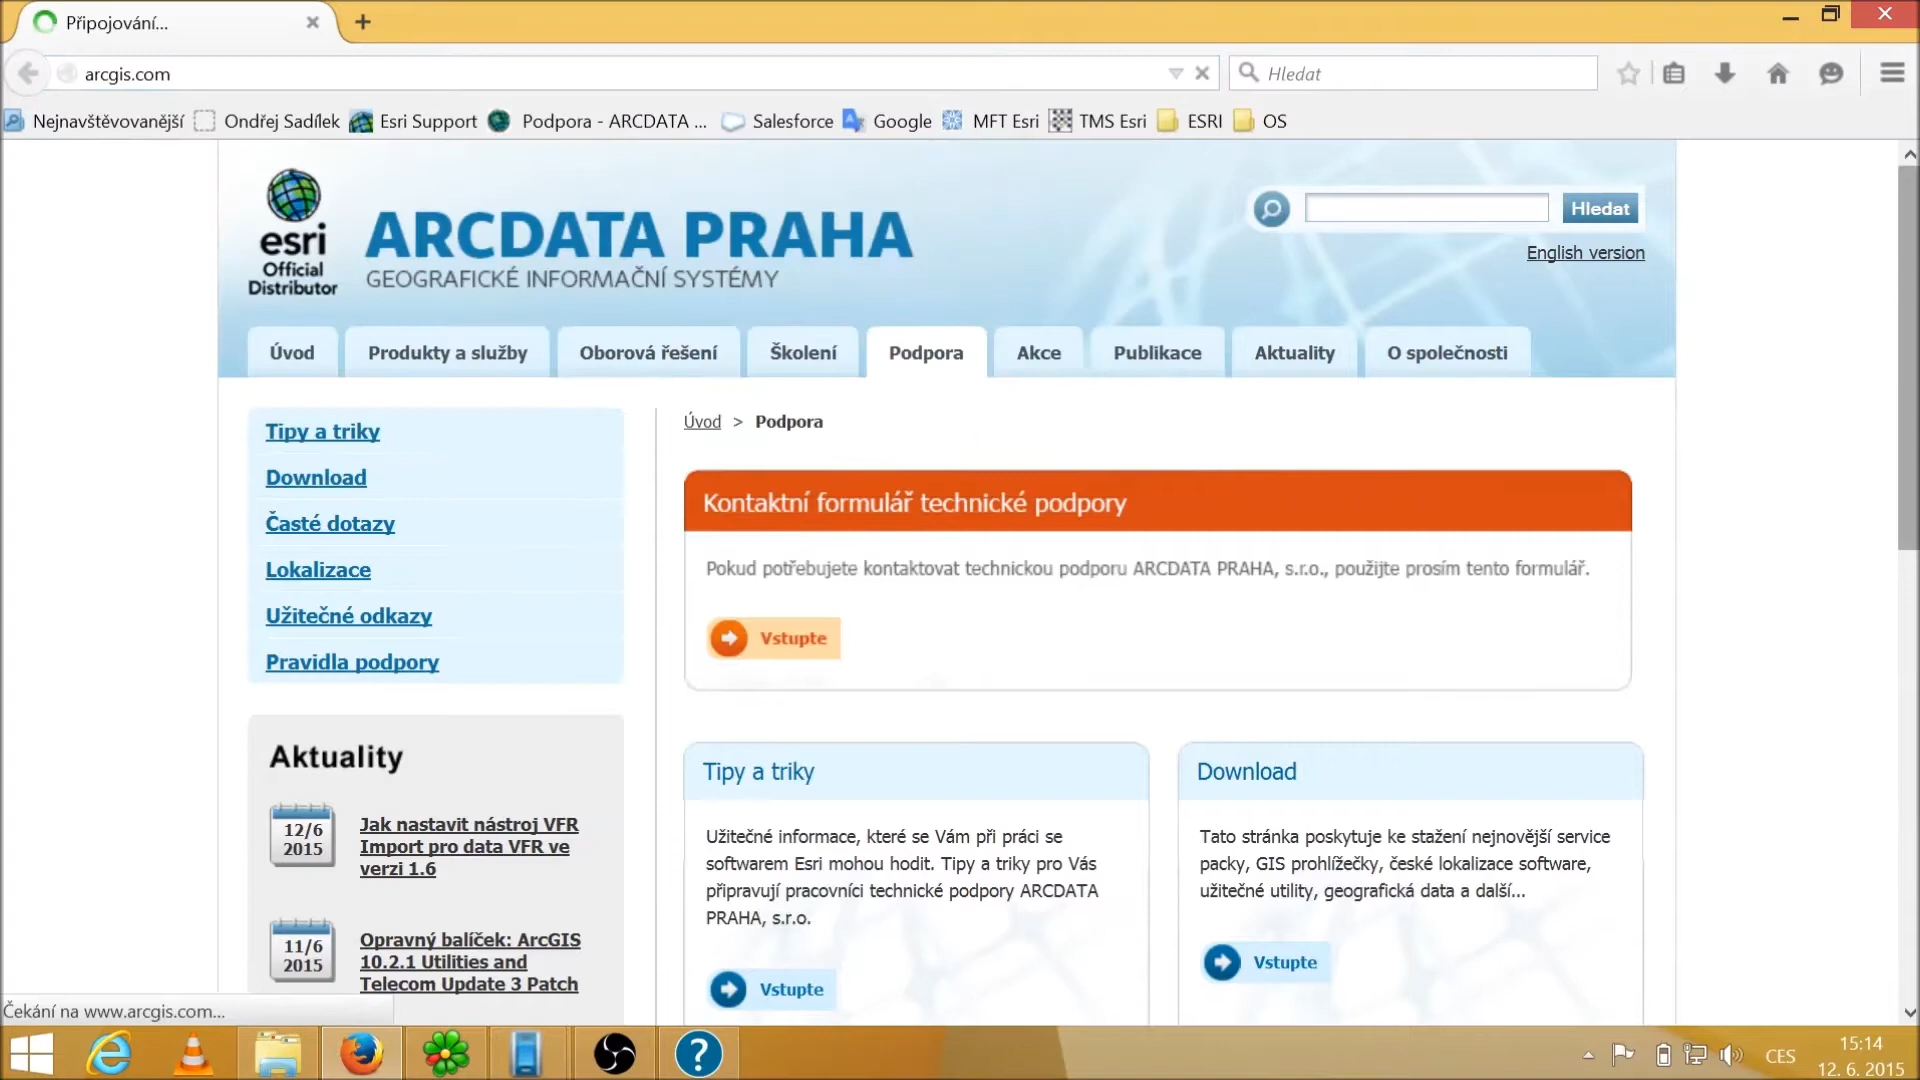 Připojování...
arcgis.com
Hledat
Nejnavštěvovanější Ondřej Sadílek Esri Support Podpora - ARCDATA ... Salesforce Google MFT Esri TMS Esri ESRI OS
esri
Official
Distributor
ARCDATA PRAHA
GEOGRAFICKÉ INFORMAČNÍ SYSTÉMY
Hledat
English version
Úvod Produkty a služby Oborová řešení Školení Podpora Akce Publikace Aktuality O společnosti
Tipy a triky
Download
Časté dotazy
Lokalizace
Užitečné odkazy
Pravidla podpory
Aktuality
12/6
2015
Jak nastavit nástroj VFR
Import pro data VFR ve
verzi 1.6
11/6
2015
Opravný balíček: ArcGIS
10.2.1 Utilities and
Telecom Update 3 Patch
Úvod > Podpora
Kontaktní formulář technické podpory
Pokud potřebujete kontaktovat technickou podporu ARCDATA PRAHA, s.r.o., použijte prosím tento formulář.
Vstupte
Tipy a triky
Užitečné informace, které se Vám při práci se
softwarem Esri mohou hodit. Tipy a triky pro Vás
připravují pracovníci technické podpory ARCDATA
PRAHA, s.r.o.
Vstupte
Download
Tato stránka poskytuje ke stažení nejnovější service
packy, GIS prohlížečky, české lokalizace software,
užitečné utility, geografická data a další...
Vstupte
Čekání na www.arcgis.com...
CES
15:14
12. 6. 2015